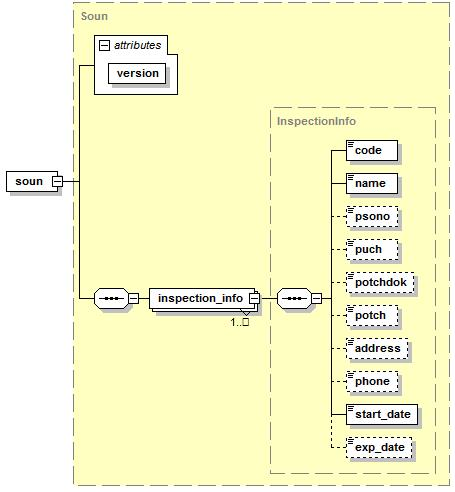 Soun
attributes
version
InspectionInfo
code
name
soun
psono
puch
potchdok
inspection_info
1..
potch
address
phone
start_date
exp_date